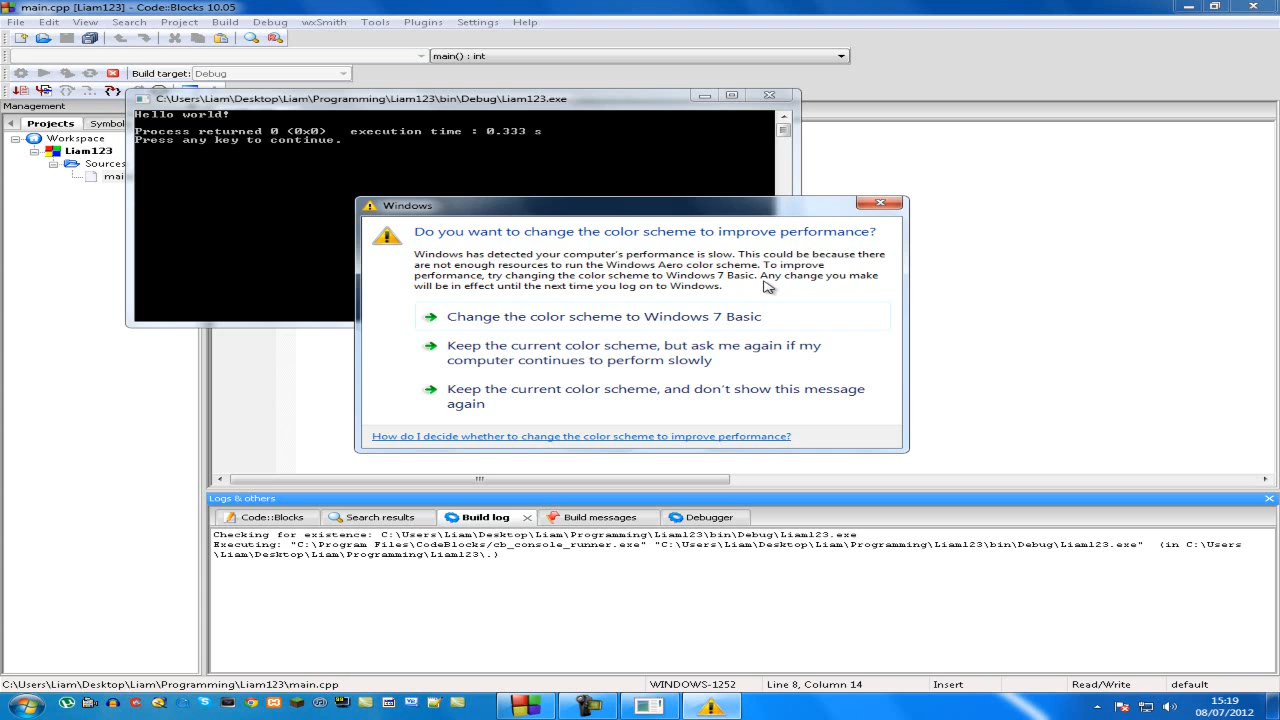 main.cpp [Liam123] - Code::Blocks 10.05
File Edit View Search Project Build Debug wxSmith Tools Plugins Settings Help
main() : int
Build target: Debug
Management
Projects Symbol
Workspace
Liam123
Sources
mai
C:\Users\Liam\Desktop\Liam\Programming\Liam123\bin\Debug\Liam123.exe
Hello world!
Process returned 0 (0x0)   execution time : 0.333 s
Press any key to continue.
Windows
Do you want to change the color scheme to improve performance?
Windows has detected your computer's performance is slow. This could be because there
are not enough resources to run the Windows Aero color scheme. To improve
performance, try changing the color scheme to Windows 7 Basic. Any change you make
will be in effect until the next time you log on to Windows.
Change the color scheme to Windows 7 Basic
Keep the current color scheme, but ask me again if my
computer continues to perform slowly
Keep the current color scheme, and don't show this message
again
How do I decide whether to change the color scheme to improve performance?
Logs & others
Code::Blocks Search results Build log Build messages Debugger
Checking for existence: C:\Users\Liam\Desktop\Liam\Programming\Liam123\bin\Debug\Liam123.exe
Executing: "C:\Program Files\CodeBlocks/cb_console_runner.exe" "C:\Users\Liam\Desktop\Liam\Programming\Liam123\bin\Debug\Liam123.exe"  (in C:\Users
\Liam\Desktop\Liam\Programming\Liam123\.)
C:\Users\Liam\Desktop\Liam\Programming\Liam123\main.cpp WINDOWS-1252 Line 8, Column 14 Insert Read/Write default
15:19
08/07/2012